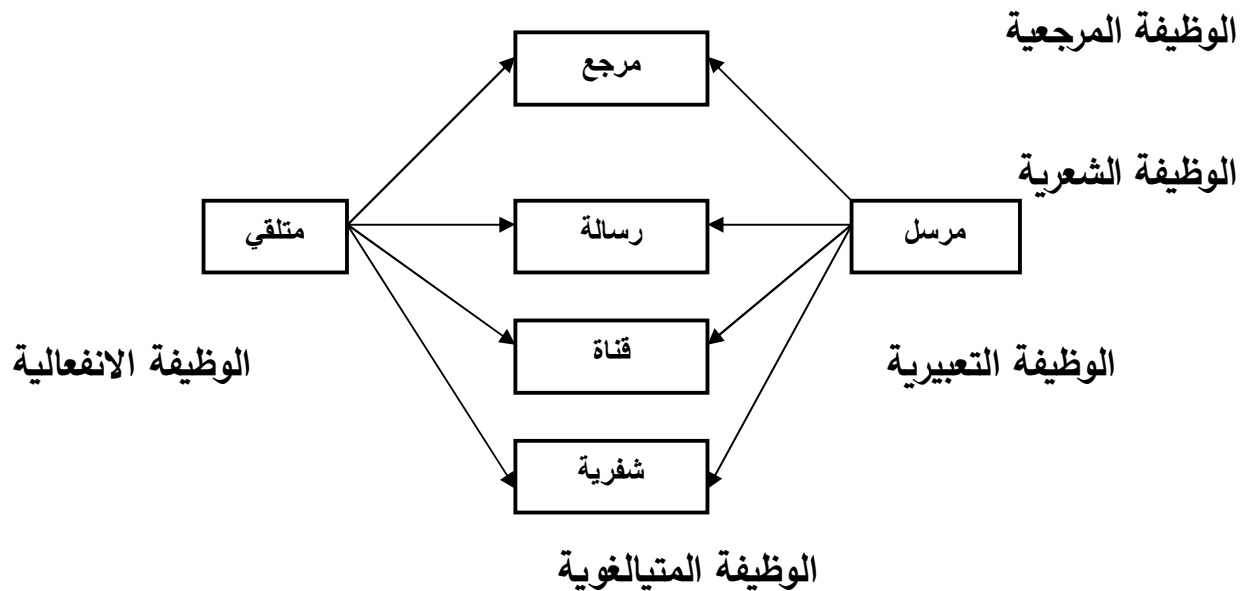 الوظيفة المرجعية
مرجع
الوظيفة الشعرية
مرسل
رسالة
متلقي
قناة
الوظيفة التعبيرية
الوظيفة الانفعالية
شفرية
الوظيفة المتيالغوية